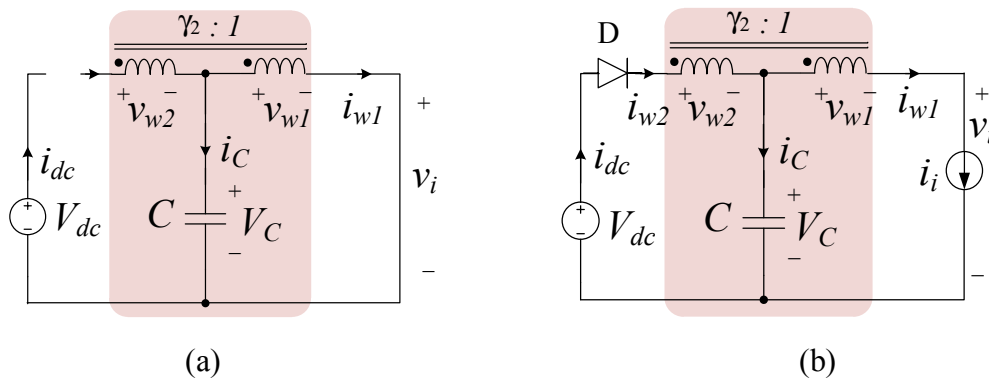 γ2 : 1
+ vw2 − + vw1 − iw1
idc iC +
+ − Vdc C + VC − vi −
(a)
γ2 : 1
D
iw2 + vw2 − + vw1 − iw1 +
idc iC ii
+ − Vdc C + VC − −
(b)